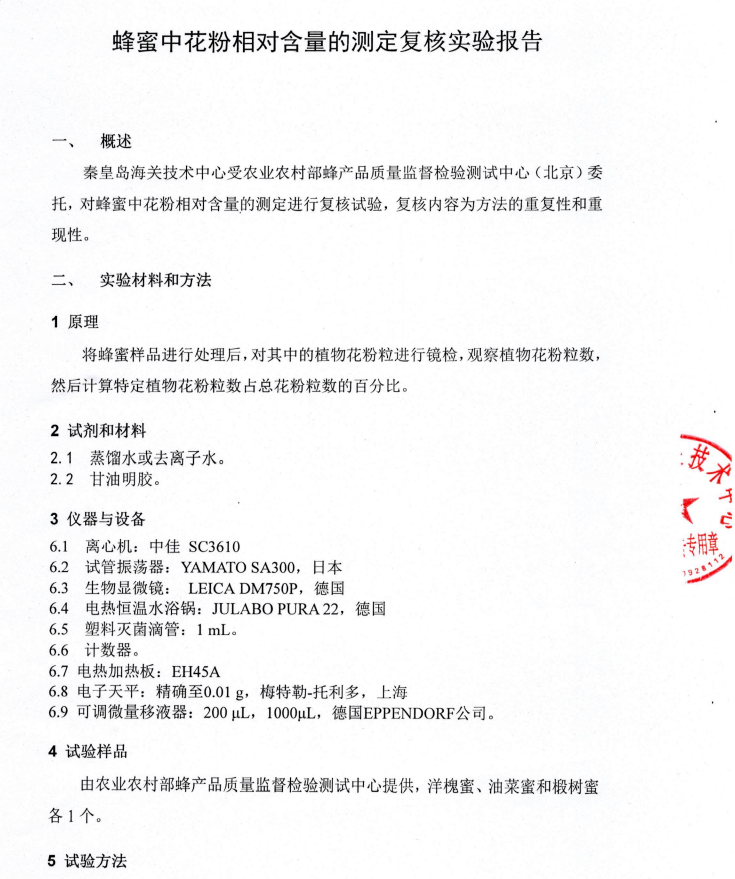 蜂蜜中花粉相对含量的测定复核实验报告
一、 概述
秦皇岛海关技术中心受农业农村部蜂产品质量监督检验测试中心（北京）委
托，对蜂蜜中花粉相对含量的测定进行复核试验，复核内容为方法的重复性和重
现性。
二、 实验材料和方法
1 原理
将蜂蜜样品进行处理后，对其中的植物花粉粒进行镜检，观察植物花粉粒数，
然后计算特定植物花粉粒数占总花粉粒数的百分比。
2 试剂和材料
2.1 蒸馏水或去离子水。
2.2 甘油明胶。
3 仪器与设备
6.1 离心机：中佳 SC3610
6.2 试管振荡器：YAMATO SA300，日本
6.3 生物显微镜： LEICA DM750P，德国
6.4 电热恒温水浴锅：JULABO PURA 22，德国
6.5 塑料灭菌滴管：1 mL。
6.6 计数器。
6.7 电热加热板：EH45A
6.8 电子天平：精确至0.01 g，梅特勒-托利多，上海
6.9 可调微量移液器：200 μL，1000μL，德国EPPENDORF公司。
4 试验样品
由农业农村部蜂产品质量监督检验测试中心提供，洋槐蜜、油菜蜜和椴树蜜
各 1 个。
5 试验方法
技术
专用章